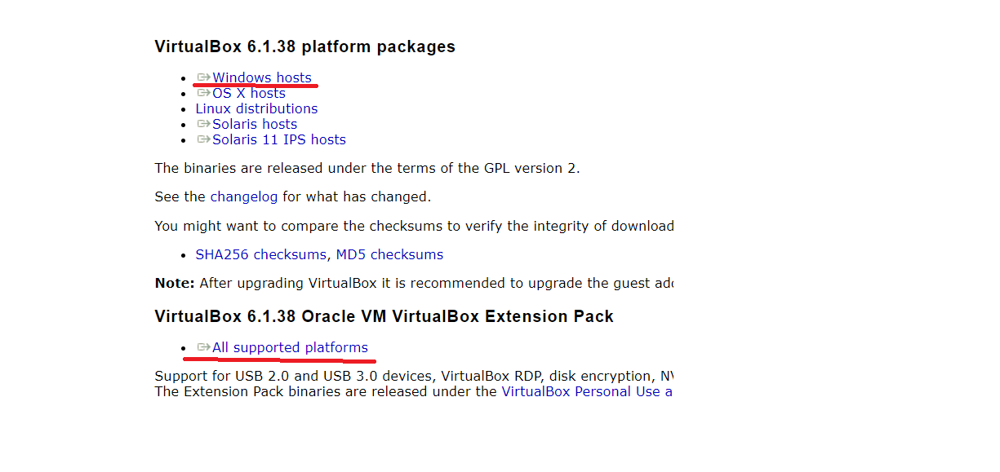 VirtualBox 6.1.38 platform packages
Windows hosts
OS X hosts
Linux distributions
Solaris hosts
Solaris 11 IPS hosts
The binaries are released under the terms of the GPL version 2.
See the changelog for what has changed.
You might want to compare the checksums to verify the integrity of download
SHA256 checksums, MD5 checksums
Note: After upgrading VirtualBox it is recommended to upgrade the guest
VirtualBox 6.1.38 Oracle VM VirtualBox Extension Pack
All supported platforms
Support for USB 2.0 and USB 3.0 devices, VirtualBox RDP, disk encryption,
The Extension Pack binaries are released under the VirtualBox Personal Use a